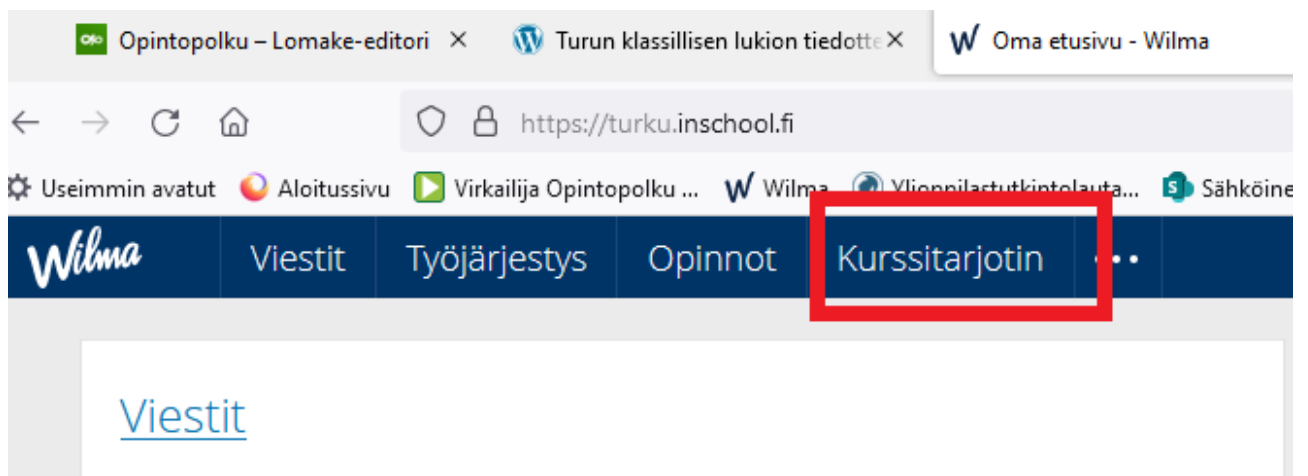 Opintopolku – Lomake-editori
Turun klassillisen lukion tiedotte
Oma etusivu - Wilma
https://turku.inschool.fi
Useimmin avatut Aloitussivu Virkailija Opintopolku ... Wilma Ylioppilastutkintolauta... Sähköine
Wilma Viestit Työjärjestys Opinnot Kurssitarjotin
Viestit